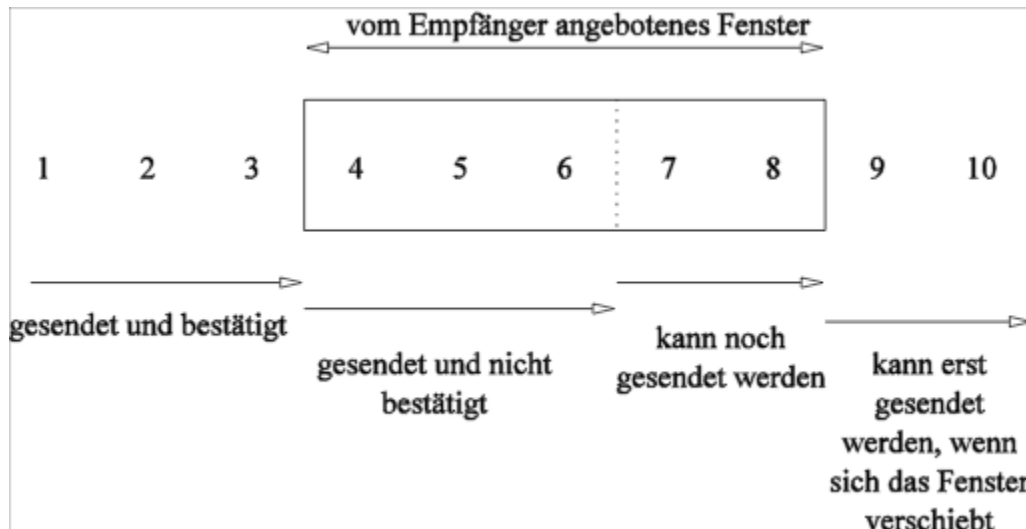 vom Empfänger angebotenes Fenster
1 2 3 4 5 6 7 8 9 10
gesendet und bestätigt
gesendet und nicht
bestätigt
kann noch
gesendet werden
kann erst
gesendet
werden, wenn
sich das Fenster
verschiebt